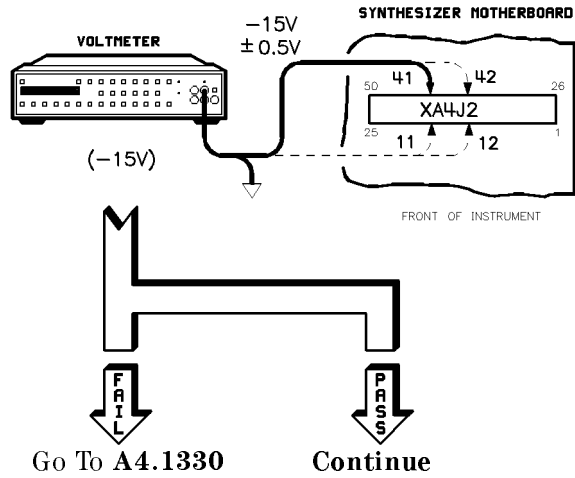 SYNTHESIZER MOTHERBOARD
-15V
±0.5V
VOLTMETER
41 42
50 26
XA4J2
25 1
11 12
(-15V)
FRONT OF INSTRUMENT
FAIL
PASS
Go To A4.1330
Continue